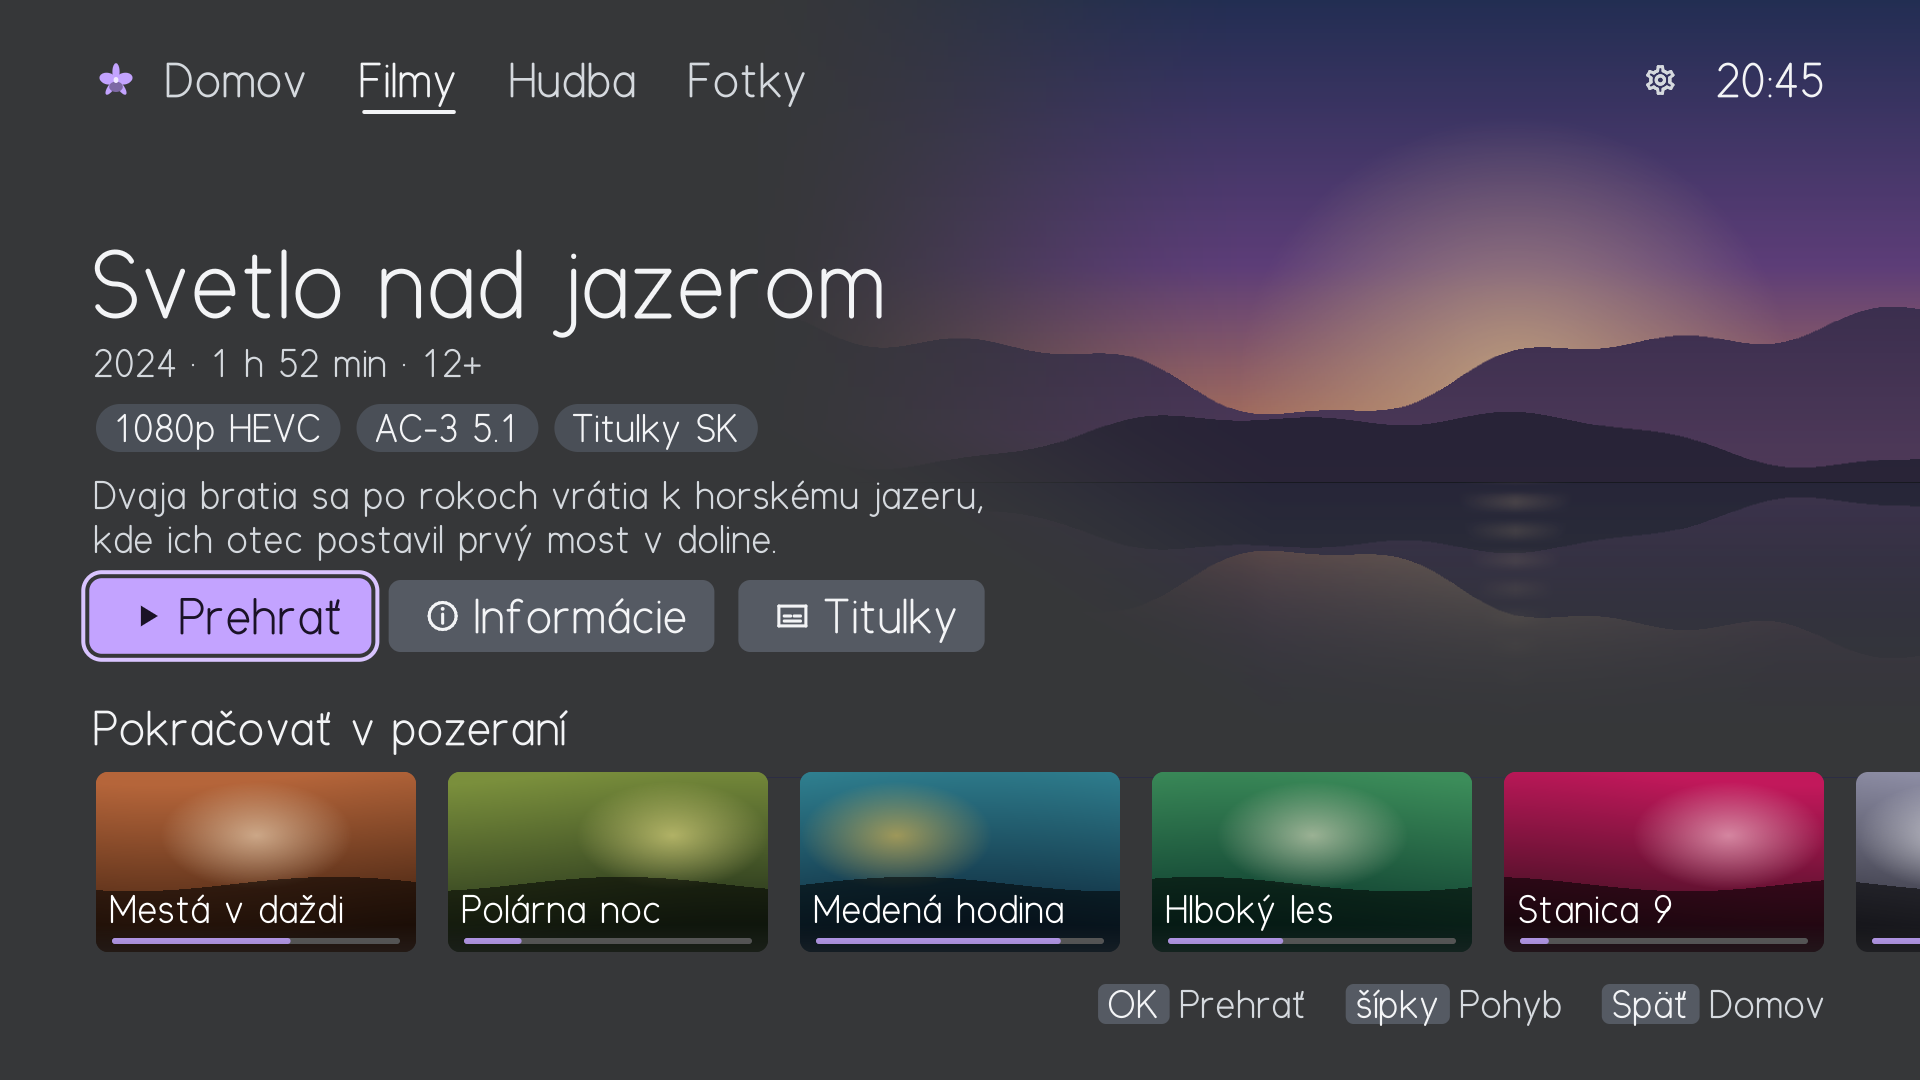 Domov Filmy Hudba Fotky 20:45
Svetlo nad jazerom
2024 · 1 h 52 min · 12+
1080p HEVC AC-3 5.1 Titulky SK
Dvaja bratia sa po rokoch vrátia k horskému jazeru,
kde ich otec postavil prvý most v doline.
Prehrať Informácie Titulky
Pokračovať v pozeraní
Mestá v daždi Polárna noc Medená hodina Hlboký les Stanica 9
OK Prehrať šípky Pohyb Späť Domov